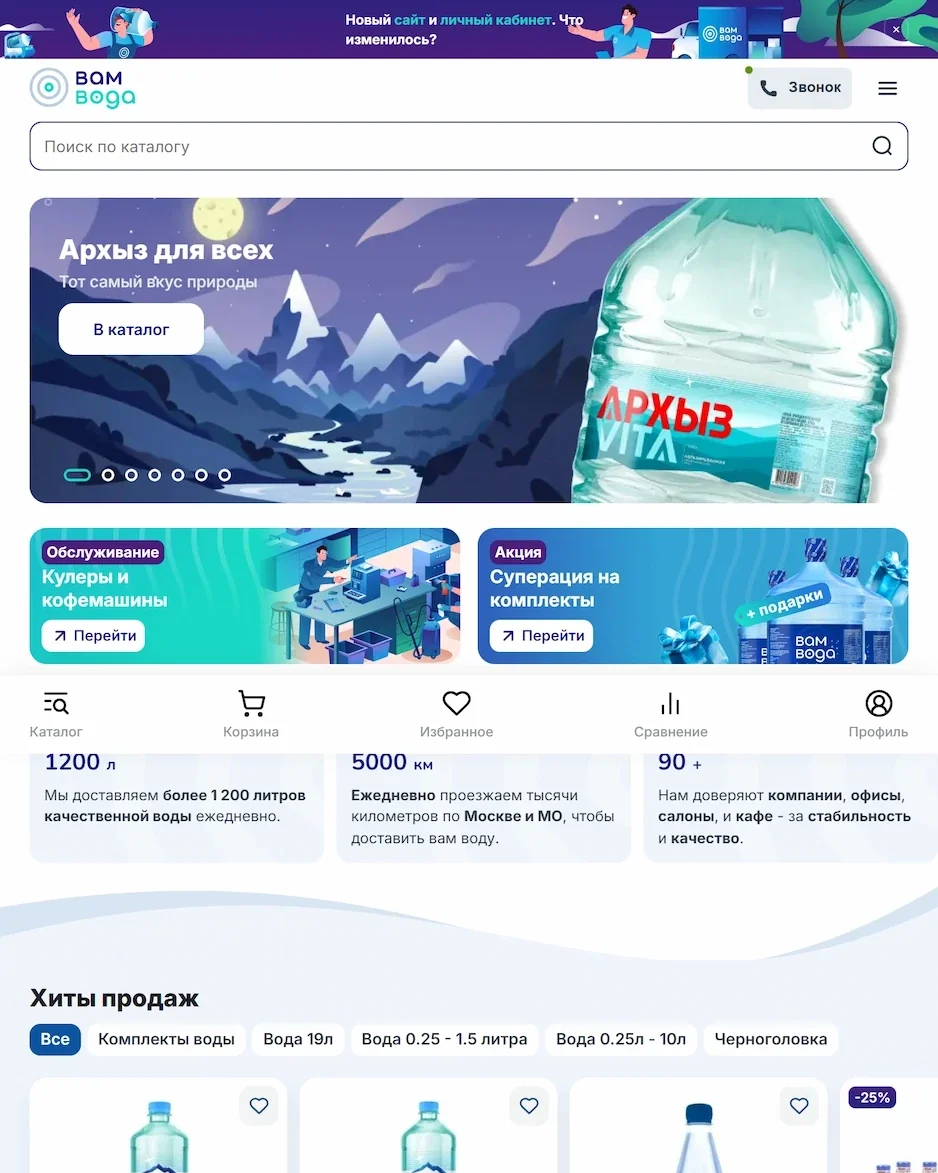 Новый сайт и личный кабинет. Что
изменилось?
вам
вода
вам
вода
Звонок
Поиск по каталогу
Архыз для всех
Тот самый вкус природы
В каталог
АРХЫЗ
VITA
Обслуживание
Кулеры и
кофемашины
Перейти
Акция
Суперация на
комплекты
Перейти
+ подарки
вам
вода
Каталог
Корзина
Избранное
Сравнение
Профиль
1200 л
Мы доставляем более 1 200 литров
качественной воды ежедневно.
5000 км
Ежедневно проезжаем тысячи
километров по Москве и МО, чтобы
доставить вам воду.
90 +
Нам доверяют компании, офисы,
салоны, и кафе - за стабильность
и качество.
Хиты продаж
Все
Комплекты воды
Вода 19л
Вода 0.25 - 1.5 литра
Вода 0.25л - 10л
Черноголовка
-25%